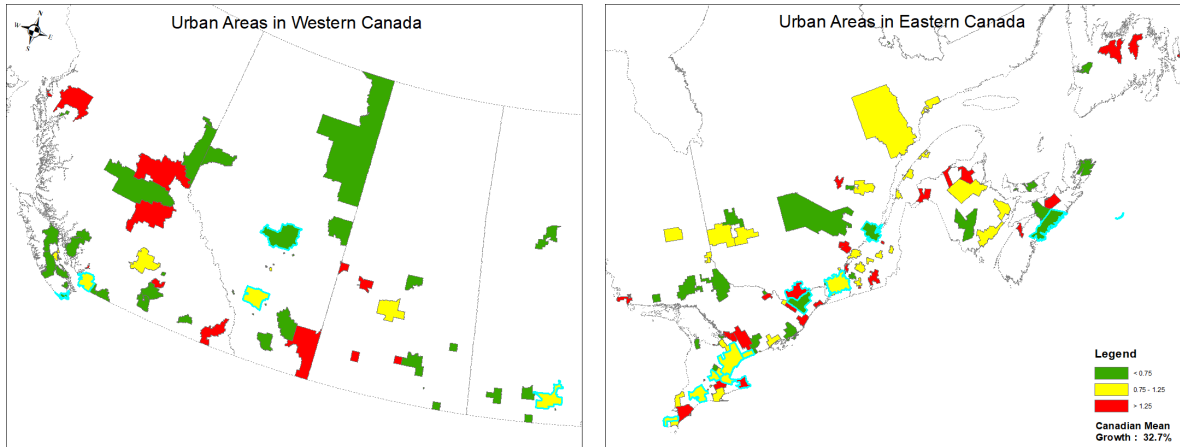 Urban Areas in Western Canada
N
W
E
S
Urban Areas in Eastern Canada
Legend
< 0.75
0.75 - 1.25
> 1.25
Canadian Mean
Growth : 32.7%